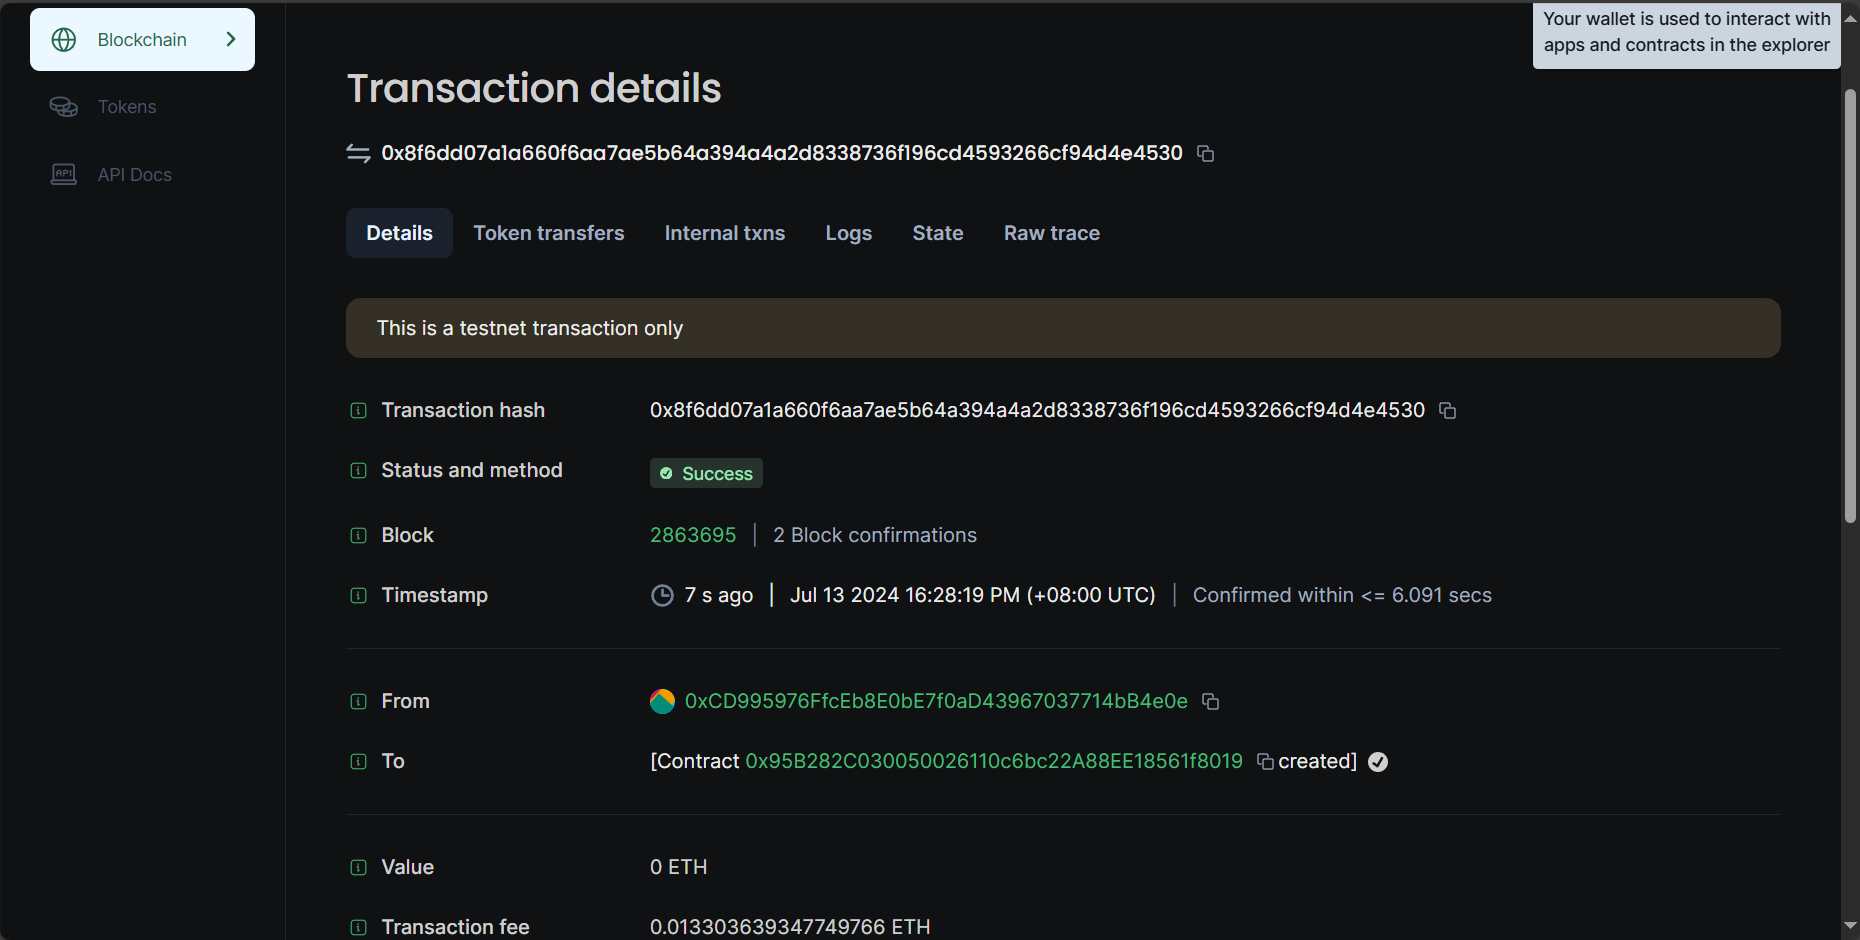 Blockchain
Tokens
API Docs
Your wallet is used to interact with
apps and contracts in the explorer
Transaction details
0x8f6dd07a1a660f6aa7ae5b64a394a4a2d8338736f196cd4593266cf94d4e4530
Details Token transfers Internal txns Logs State Raw trace
This is a testnet transaction only
Transaction hash 0x8f6dd07a1a660f6aa7ae5b64a394a4a2d8338736f196cd4593266cf94d4e4530
Status and method Success
Block 2863695 | 2 Block confirmations
Timestamp 7 s ago | Jul 13 2024 16:28:19 PM (+08:00 UTC) | Confirmed within <= 6.091 secs
From 0xCD995976FfcEb8E0bE7f0aD43967037714bB4e0e
To [Contract 0x95B282C030050026110c6bc22A88EE18561f8019 created]
Value 0 ETH
Transaction fee 0.013303639347749766 ETH